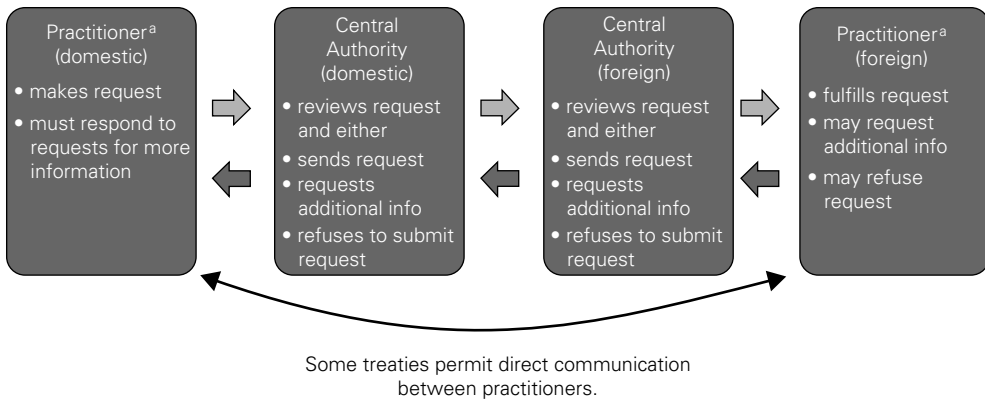 Practitionerᵃ
(domestic)
• makes request
• must respond to
requests for more
information
Central
Authority
(domestic)
• reviews request
and either
• sends request
• requests
additional info
• refuses to submit
request
Central
Authority
(foreign)
• reviews request
and either
• sends request
• requests
additional info
• refuses to submit
request
Practitionerᵃ
(foreign)
• fulfills request
• may request
additional info
• may refuse
request
Some treaties permit direct communication
between practitioners.